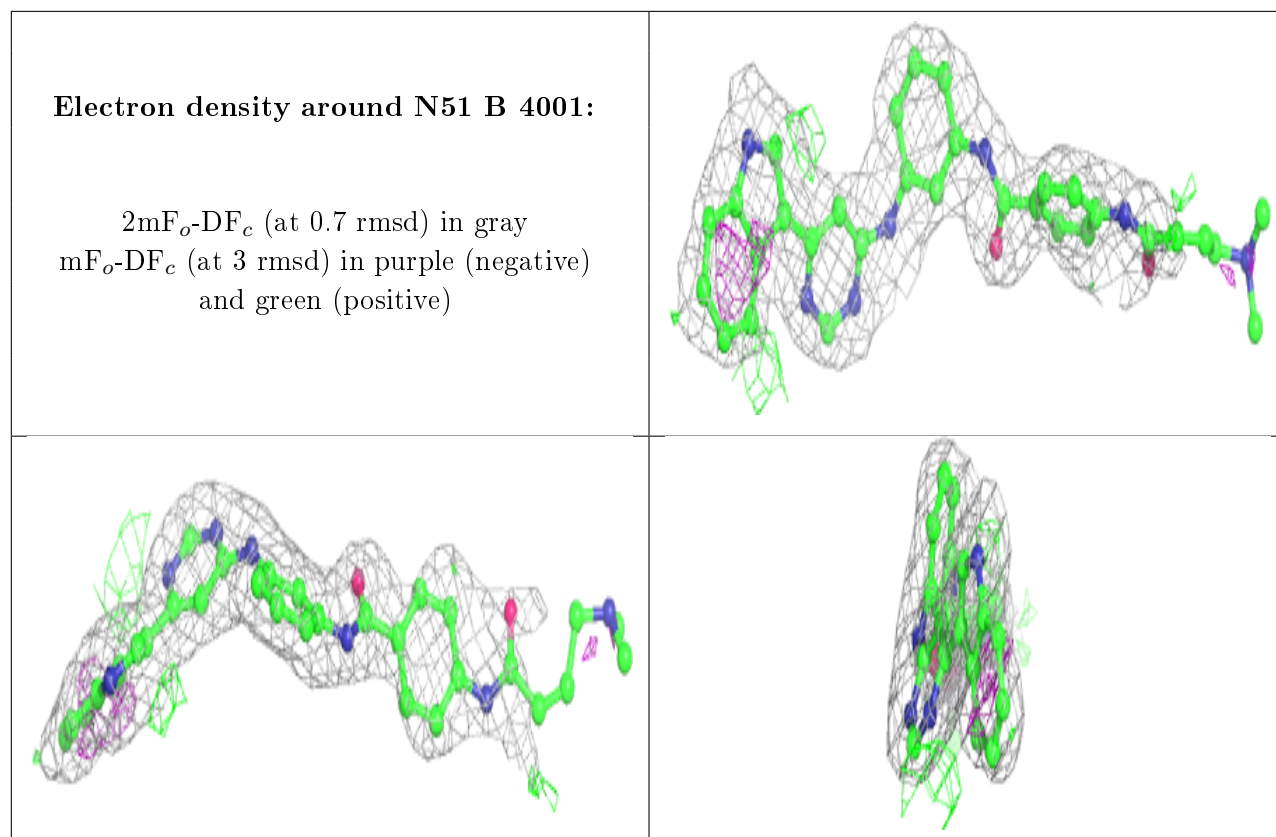 Electron density around N51 B 4001:
2mFₒ-DF𝒸 (at 0.7 rmsd) in gray
mFₒ-DF𝒸 (at 3 rmsd) in purple (negative)
and green (positive)